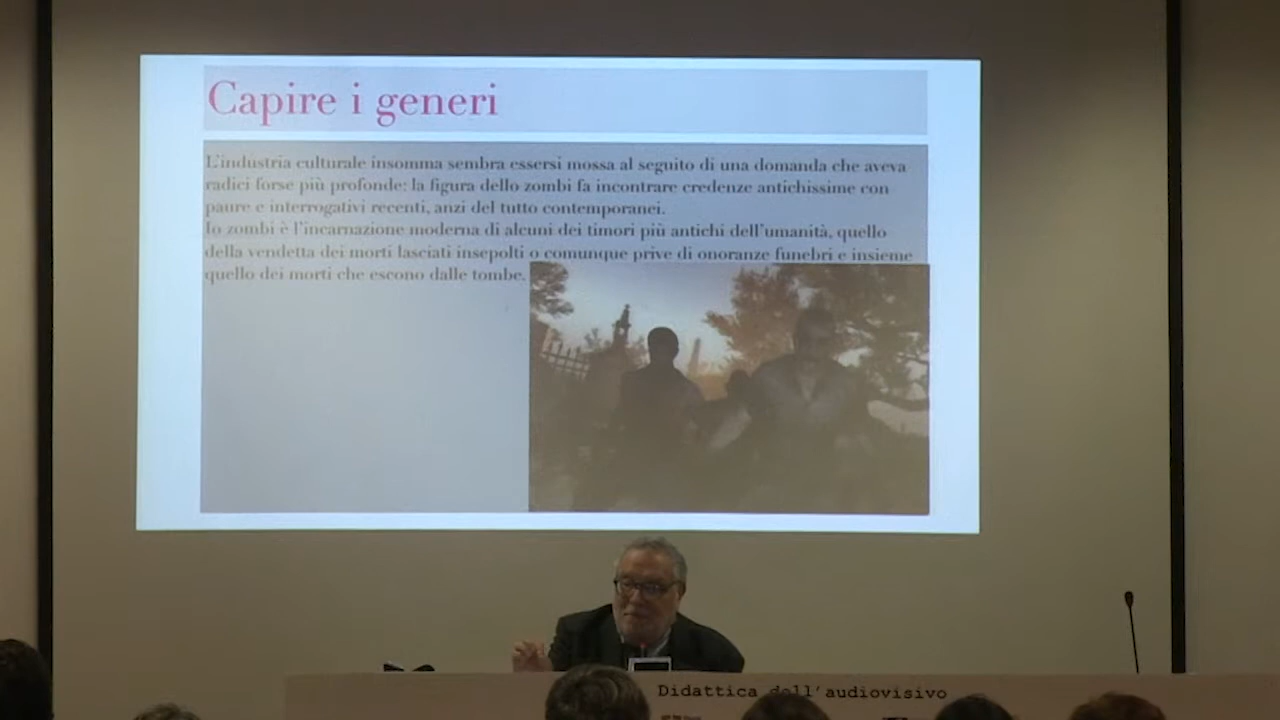 Capire i generi
L'industria culturale insomma sembra essersi mossa al seguito di una domanda che aveva
radici forse più profonde: la figura dello zombi fa incontrare credenze antichissime con
paure e interrogativi recenti, anzi del tutto contemporanei.
lo zombi è l'incarnazione moderna di alcuni dei timori più antichi dell'umanità, quello
della vendetta dei morti lasciati insepolti o comunque prive di onoranze funebri e insieme
quello dei morti che escono dalle tombe.
Didattica dell'audiovisivo